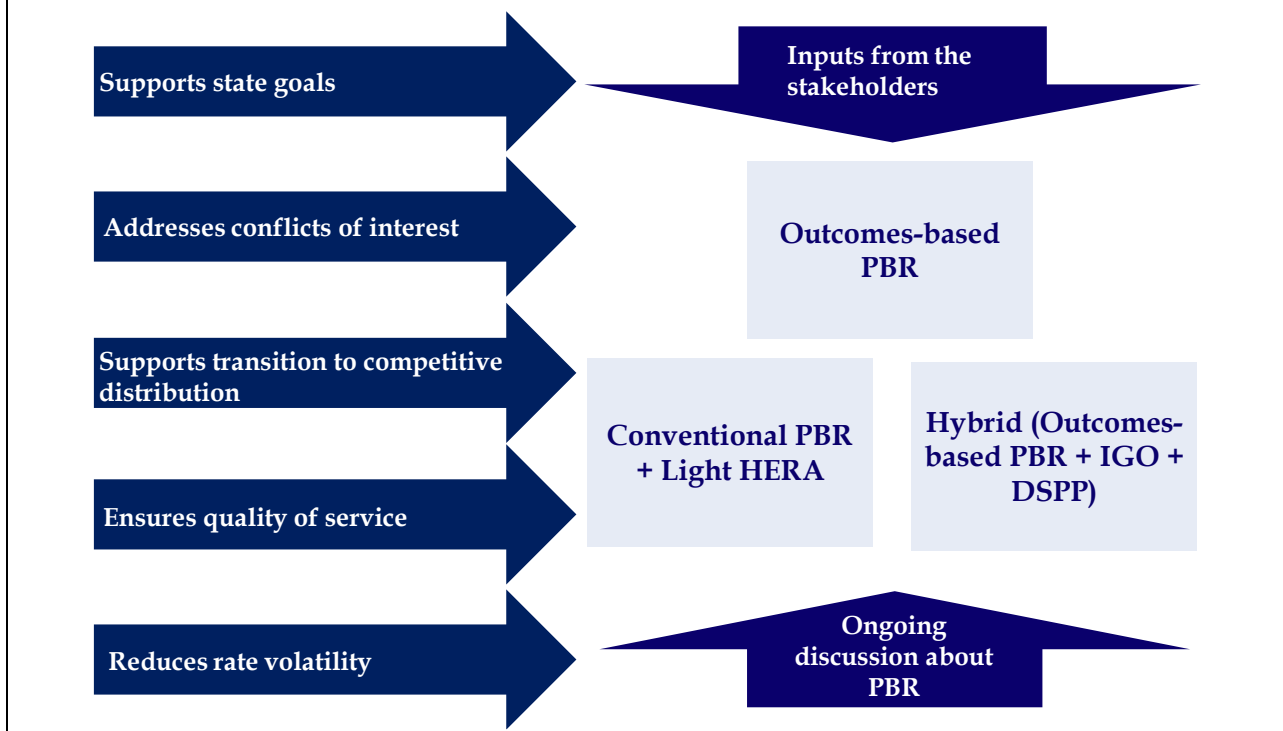 Supports state goals
Addresses conflicts of interest
Supports transition to competitive
distribution
Ensures quality of service
Reduces rate volatility
Inputs from the
stakeholders
Outcomes-based
PBR
Conventional PBR
+ Light HERA
Hybrid (Outcomes-
based PBR + IGO +
DSPP)
Ongoing
discussion about
PBR